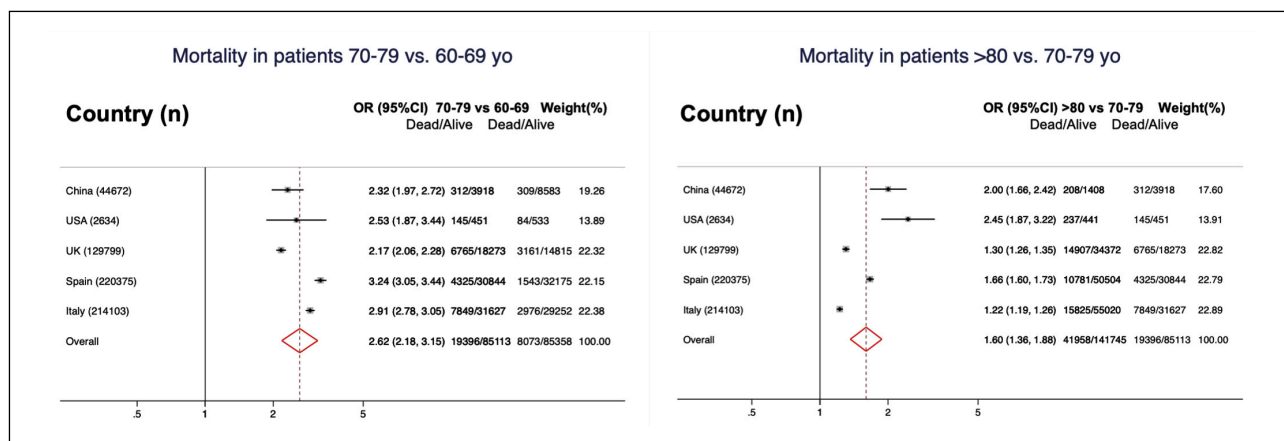 Mortality in patients 70-79 vs. 60-69 yo
Country (n) OR (95%CI) 70-79 vs 60-69 Weight(%)
Dead/Alive Dead/Alive
China (44672) 2.32 (1.97, 2.72) 312/3918 309/8583 19.26
USA (2634) 2.53 (1.87, 3.44) 145/451 84/533 13.89
UK (129799) 2.17 (2.06, 2.28) 6765/18273 3161/14815 22.32
Spain (220375) 3.24 (3.05, 3.44) 4325/30844 1543/32175 22.15
Italy (214103) 2.91 (2.78, 3.05) 7849/31627 2976/29252 22.38
Overall 2.62 (2.18, 3.15) 19396/85113 8073/85358 100.00
.5 1 2 5
Mortality in patients >80 vs. 70-79 yo
Country (n) OR (95%CI) >80 vs 70-79 Weight(%)
Dead/Alive Dead/Alive
China (44672) 2.00 (1.66, 2.42) 208/1408 312/3918 17.60
USA (2634) 2.45 (1.87, 3.22) 237/441 145/451 13.91
UK (129799) 1.30 (1.26, 1.35) 14907/34372 6765/18273 22.82
Spain (220375) 1.66 (1.60, 1.73) 10781/50504 4325/30844 22.79
Italy (214103) 1.22 (1.19, 1.26) 15825/55020 7849/31627 22.89
Overall 1.60 (1.36, 1.88) 41958/141745 19396/85113 100.00
.5 1 2 5